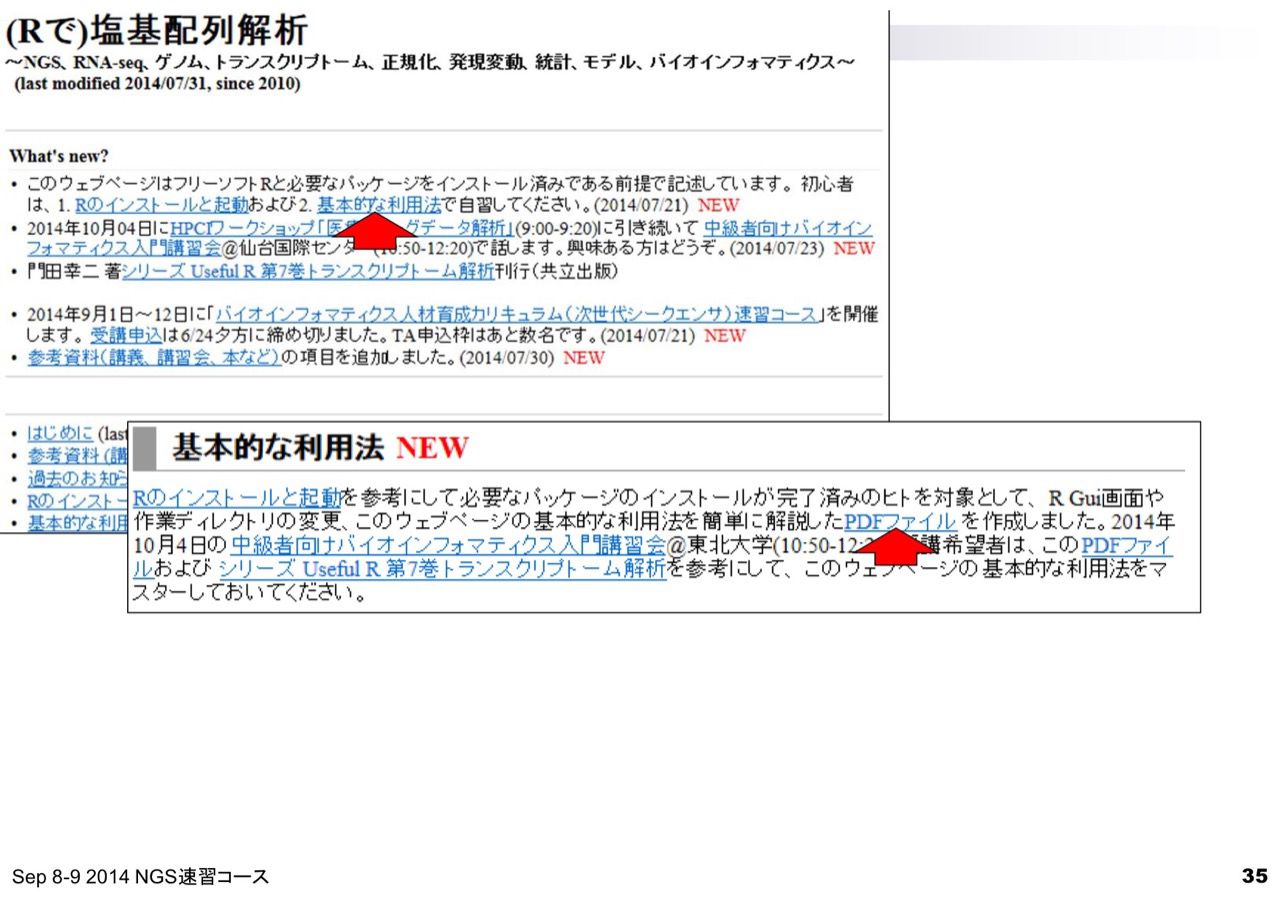 (Rで)塩基配列解析
～NGS、RNA-seq、ゲノム、トランスクリプトーム、正規化、発現変動、統計、モデル、バイオインフォマティクス～
(last modified 2014/07/31, since 2010)
What's new?
• このウェブページはフリーソフトRと必要なパッケージをインストール済みである前提で記述しています。初心者
は、1. Rのインストールと起動および2. 基本的な利用法で自習してください。(2014/07/21) NEW
• 2014年10月04日にHPCIワークショップ「医 グデータ解析」(9:00-9:20)に引き続いて 中級者向けバイオイン
フォマティクス入門講習会@仙台国際センタ :50-12:20)で話します。興味ある方はどうぞ。(2014/07/23) NEW
• 門田幸二 著シリーズ Useful R 第7巻トランスクリプトーム解析刊行(共立出版)
• 2014年9月1日～12日に「バイオインフォマティクス人材育成カリキュラム(次世代シークエンサ)速習コース」を開催
します。受講申込は6/24夕方に締め切りました。TA申込枠はあと数名です。(2014/07/21) NEW
• 参考資料(講義、講習会、本など)の項目を追加しました。(2014/07/30) NEW
• はじめに (last
• 参考資料 (講
• 過去のお知ら
• Rのインストー
• 基本的な利用
基本的な利用法 NEW
Rのインストールと起動を参考にして必要なパッケージのインストールが完了済みのヒトを対象として、R Gui画面や
作業ディレクトリの変更、このウェブページの基本的な利用法を簡単に解説したPDFファイル を作成しました。2014年
10月4日の 中級者向けバイオインフォマティクス入門講習会@東北大学(10:50-12: 講希望者は、このPDFファイ
ルおよび シリーズ Useful R 第7巻トランスクリプトーム解析を参考にして、このウェブページの基本的な利用法をマ
スターしておいてください。
Sep 8-9 2014 NGS速習コース
35